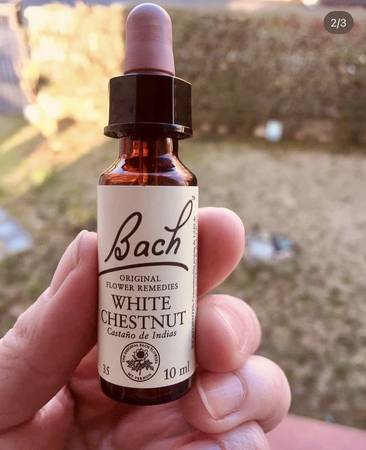 2/3
Bach
ORIGINAL
FLOWER REMEDIES
WHITE
CHESTNUT
Castaño de Indias
35
10 ml